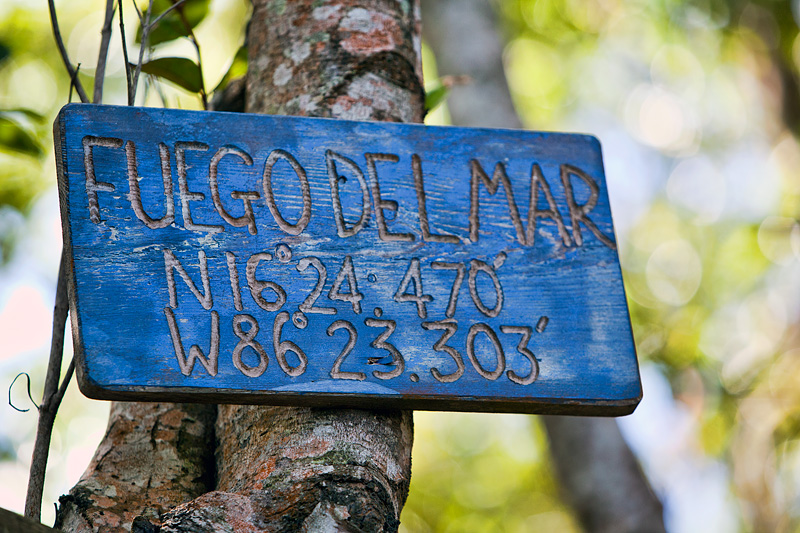 FUEGO DEL MAR
N16° 24. 470'
W86° 23. 303'